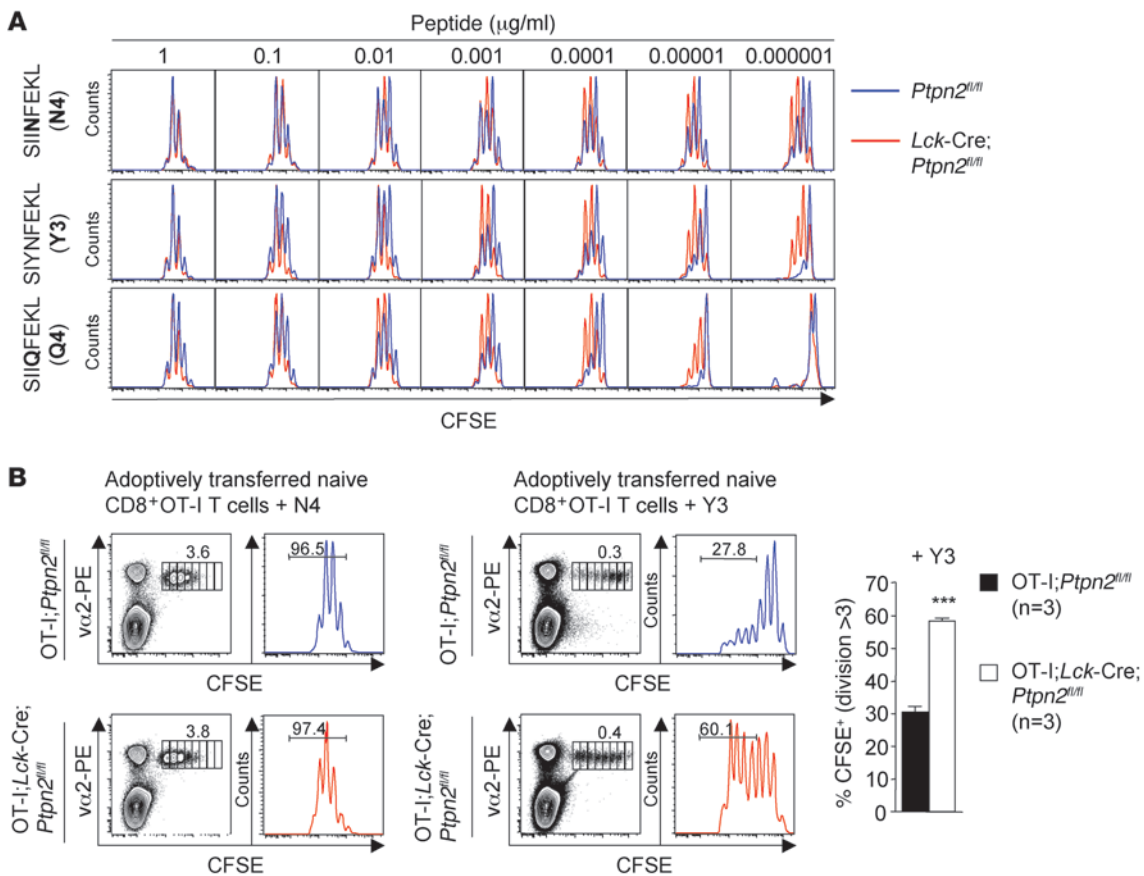 A
Peptide (μg/ml)
1 0.1 0.01 0.001 0.0001 0.00001 0.000001
SIINFEKL
(N4)
Counts
SIYNFEKL
(Y3)
Counts
SIIQFEKL
(Q4)
Counts
CFSE
Ptpn2fl/fl
Lck-Cre;
Ptpn2fl/fl
B
Adoptively transferred naive
CD8+OT-I T cells + N4
Adoptively transferred naive
CD8+OT-I T cells + Y3
OT-I;Ptpn2fl/fl
vα2-PE
3.6
96.5
CFSE
OT-I;Ptpn2fl/fl
vα2-PE
0.3
Counts
27.8
CFSE
OT-I;Lck-Cre;
Ptpn2fl/fl
vα2-PE
3.8
Counts
97.4
CFSE
OT-I;Lck-Cre;
Ptpn2fl/fl
vα2-PE
0.4
Counts
60.1
CFSE
+ Y3
% CFSE+ (division >3)
70
60
50
40
30
20
10
0
***
OT-I;Ptpn2fl/fl
(n=3)
OT-I;Lck-Cre;
Ptpn2fl/fl
(n=3)